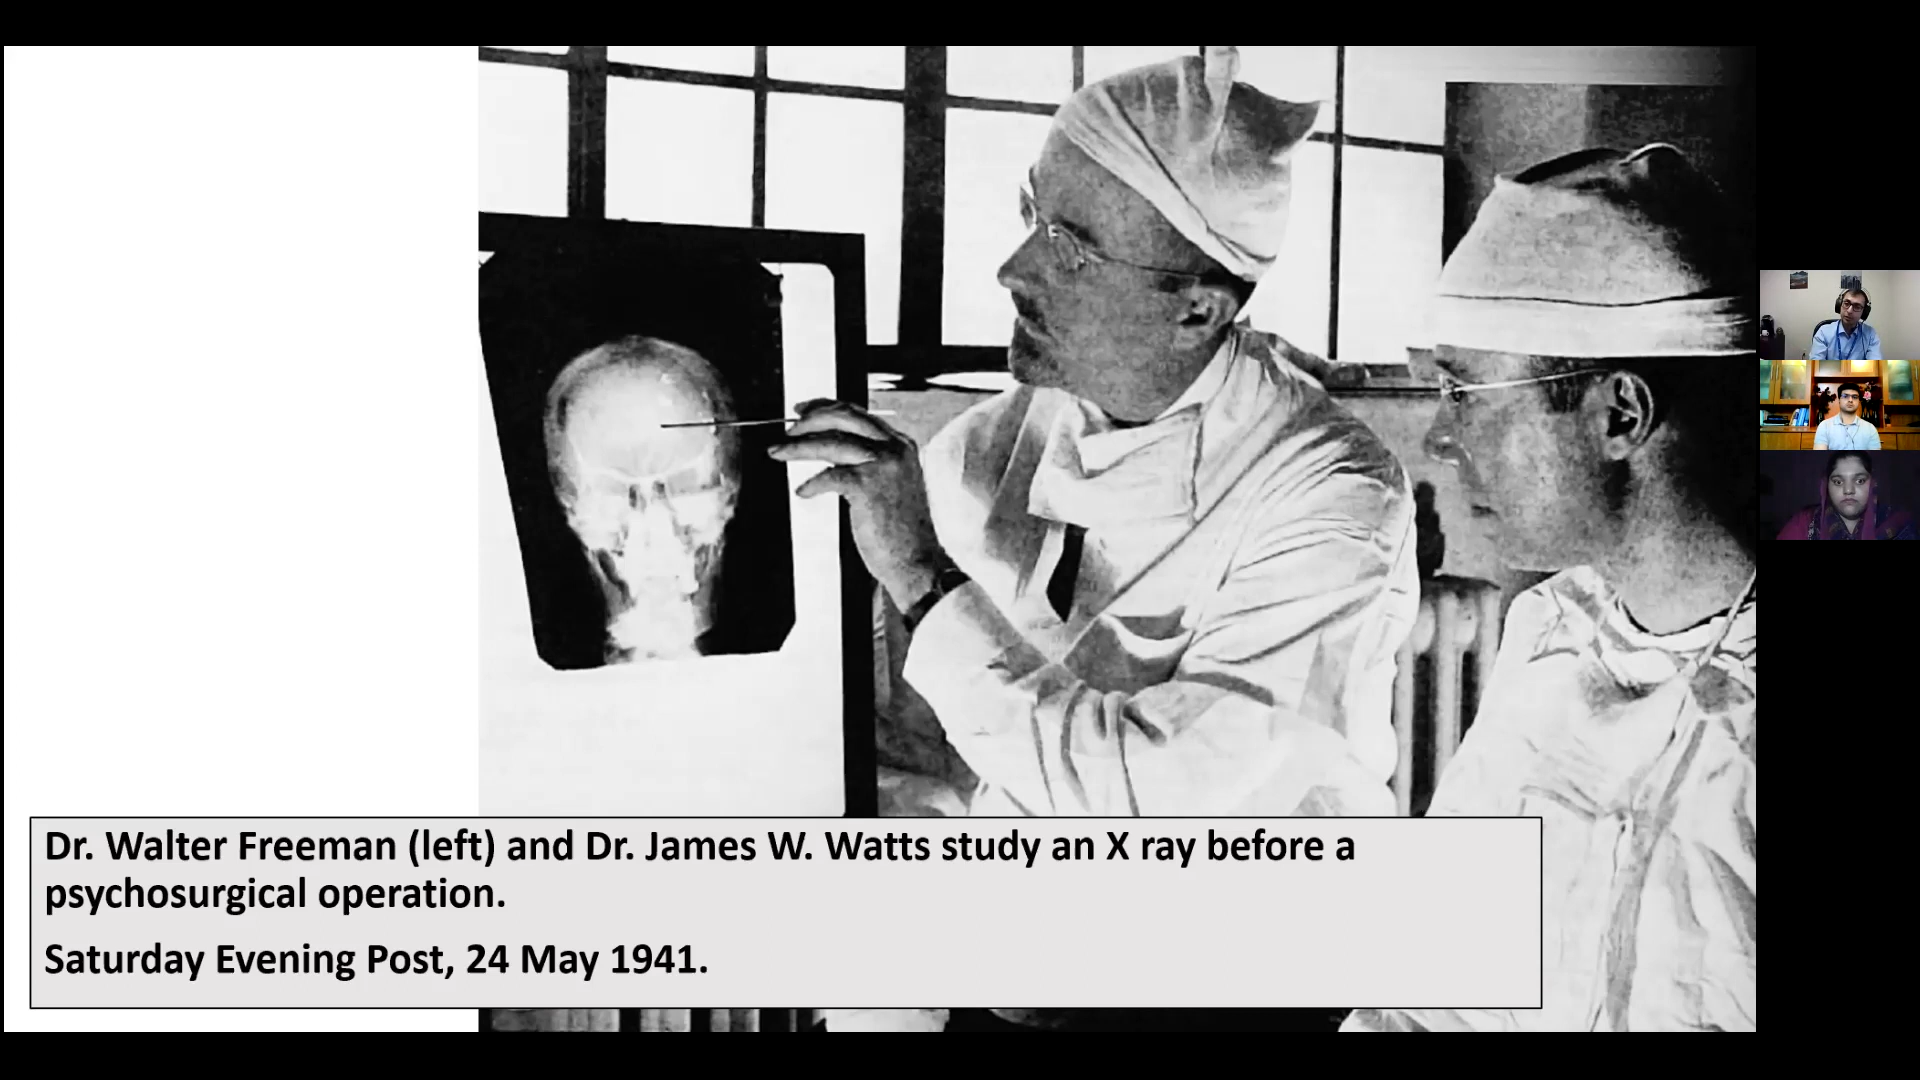 Dr. Walter Freeman (left) and Dr. James W. Watts study an X ray before a
psychosurgical operation.
Saturday Evening Post, 24 May 1941.